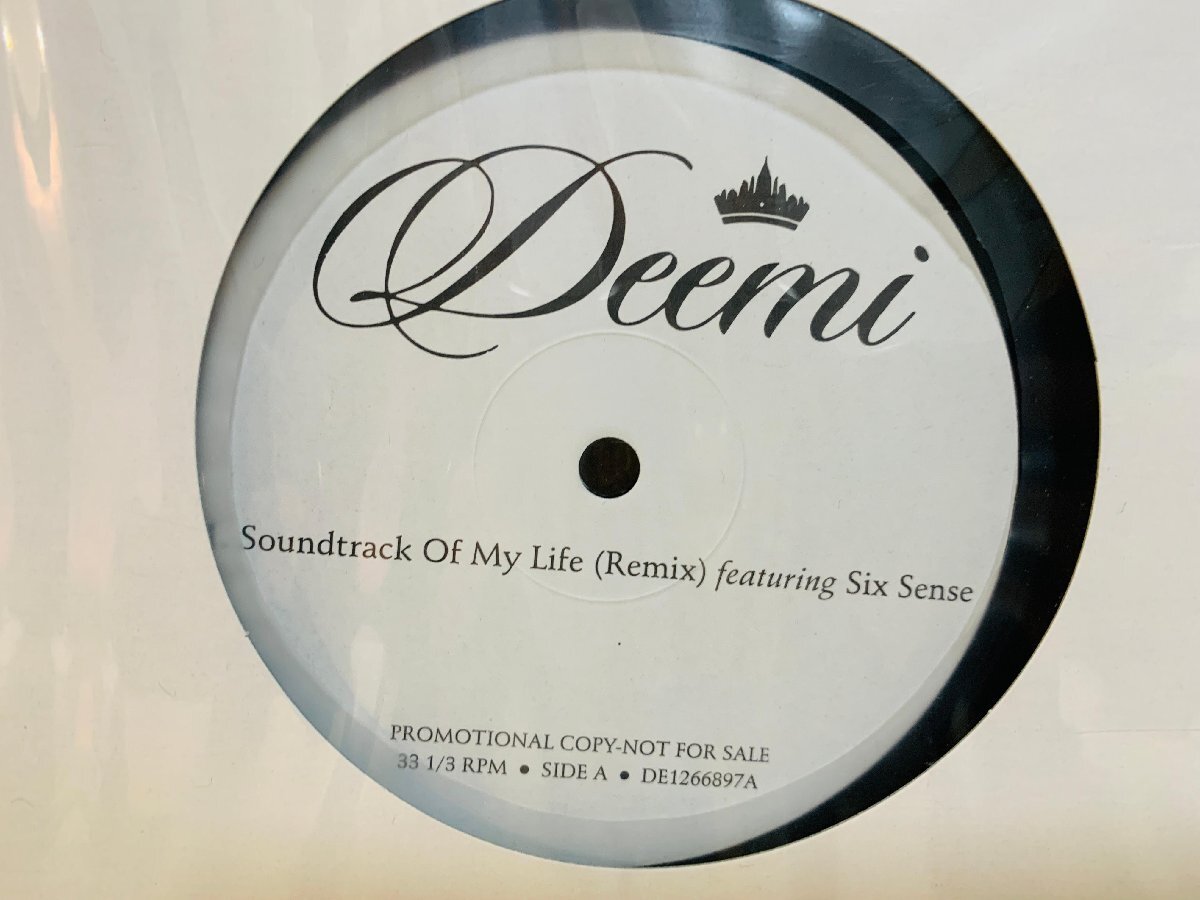 Deemi
Soundtrack Of My Life (Remix) featuring Six Sense
PROMOTIONAL COPY-NOT FOR SALE
33 1/3 RPM • SIDE A • DE1266897A